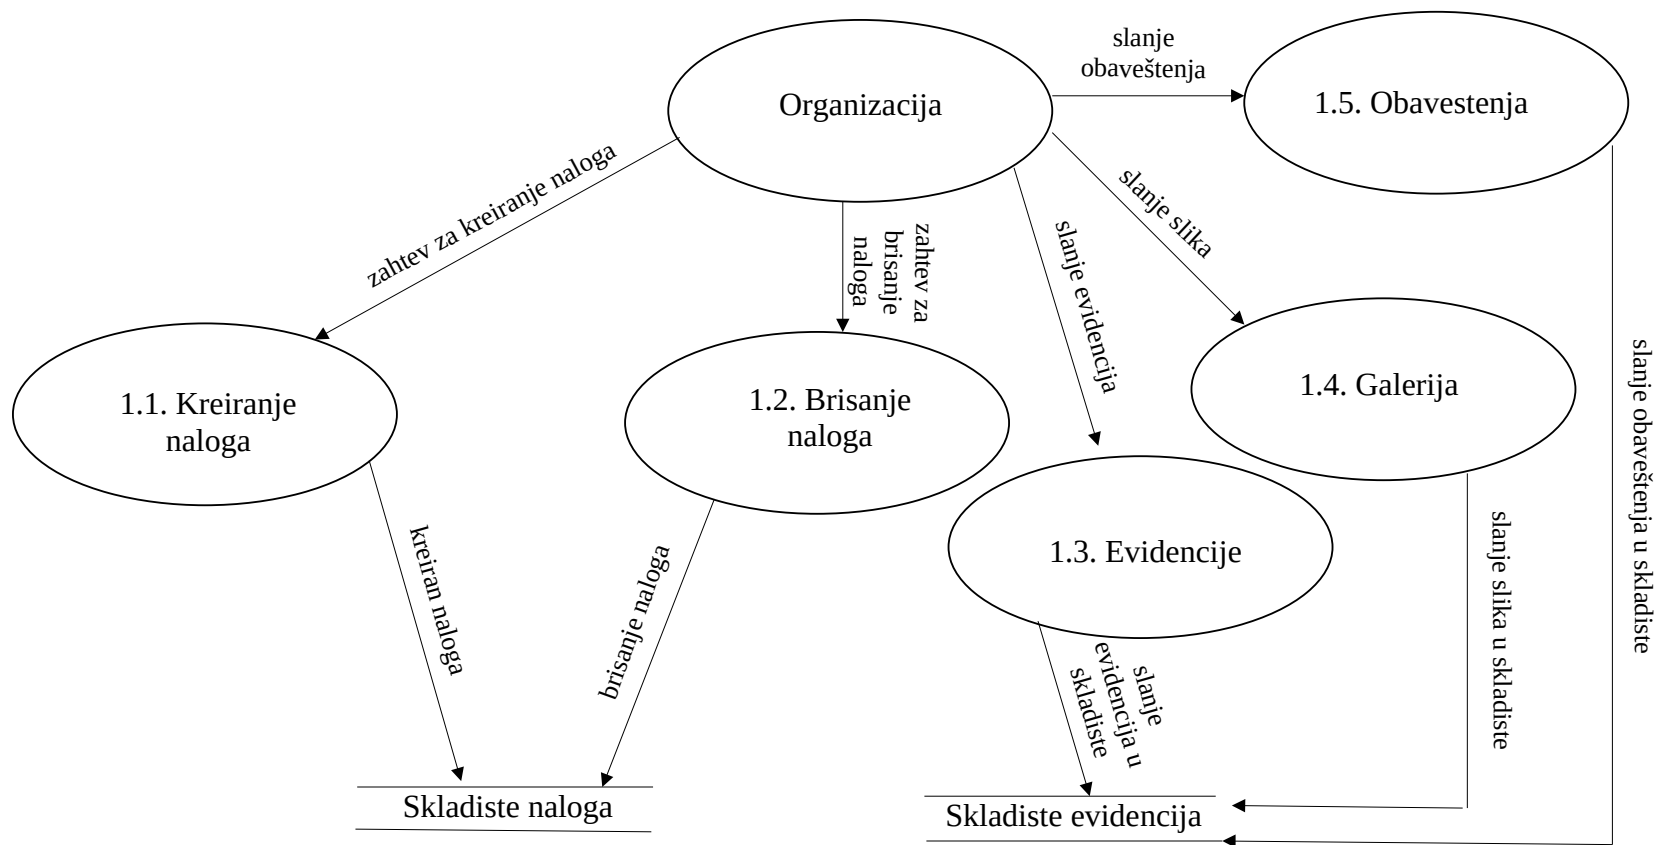 slanje
obaveštenja
Organizacija
1.5. Obavestenja
zahtev za kreiranje naloga
zahtev za
brisanje
naloga
slanje evidencija
slanje slika
1.1. Kreiranje
naloga
1.2. Brisanje
naloga
1.4. Galerija
1.3. Evidencije
kreiran naloga
brisanje naloga
slanje
evidencija u
skladiste
slanje slika u skladiste
slanje obaveštenja u skladiste
Skladiste naloga
Skladiste evidencija